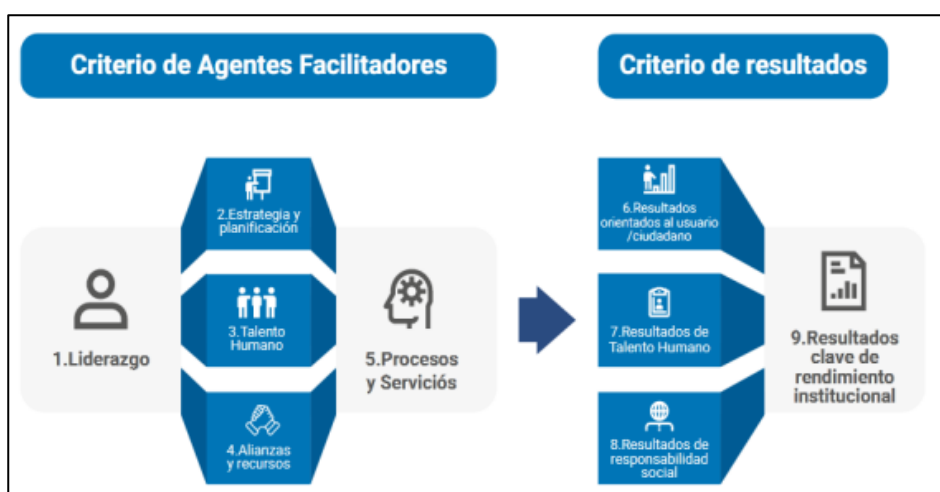 Criterio de Agentes Facilitadores
Criterio de resultados
1.Liderazgo
2.Estrategia y
planificación
3.Talento
Humano
4.Alianzas
y recursos
5.Procesos
y Serviciós
6.Resultados
orientados al usuario
/ciudadano
7.Resultados de
Talento Humano
8.Resultados de
responsabilidad
social
9.Resultados
clave de
rendimiento
institucional